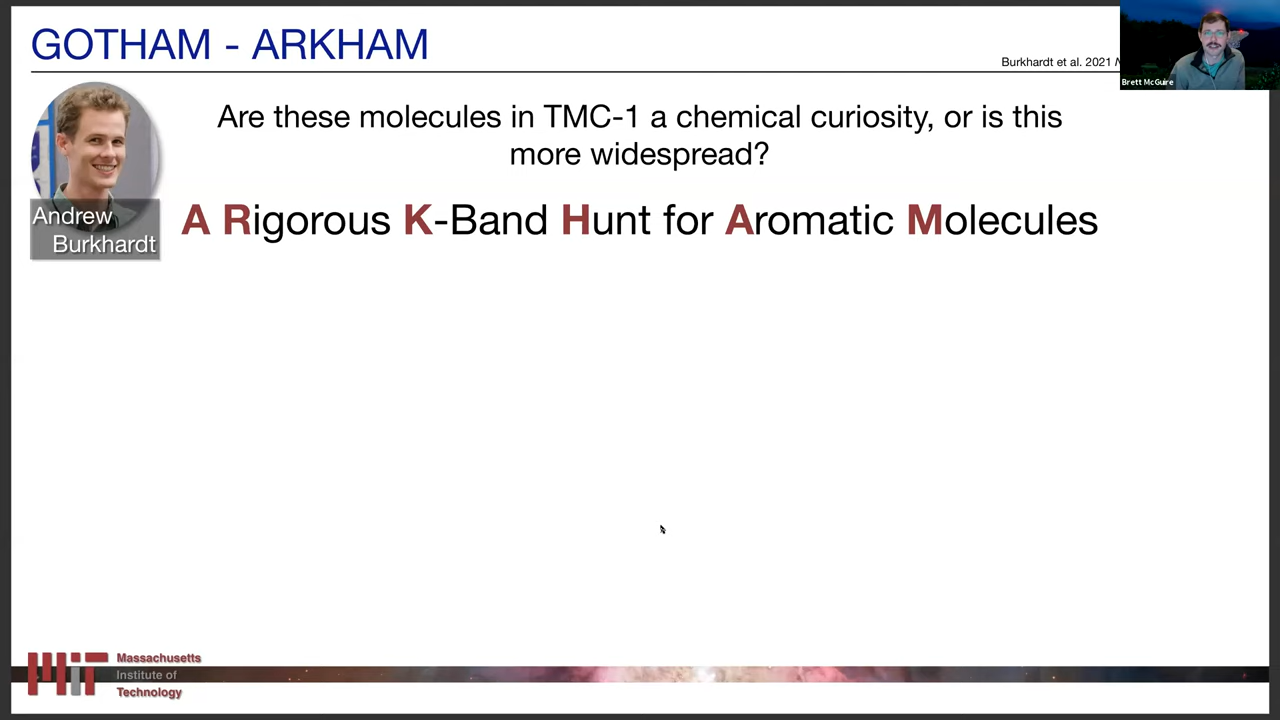 GOTHAM - ARKHAM
Burkhardt et al. 2021
Brett McGuire
Are these molecules in TMC-1 a chemical curiosity, or is this
more widespread?
Andrew
Burkhardt
A Rigorous K-Band Hunt for Aromatic Molecules
MIT
Massachusetts
Institute of
Technology